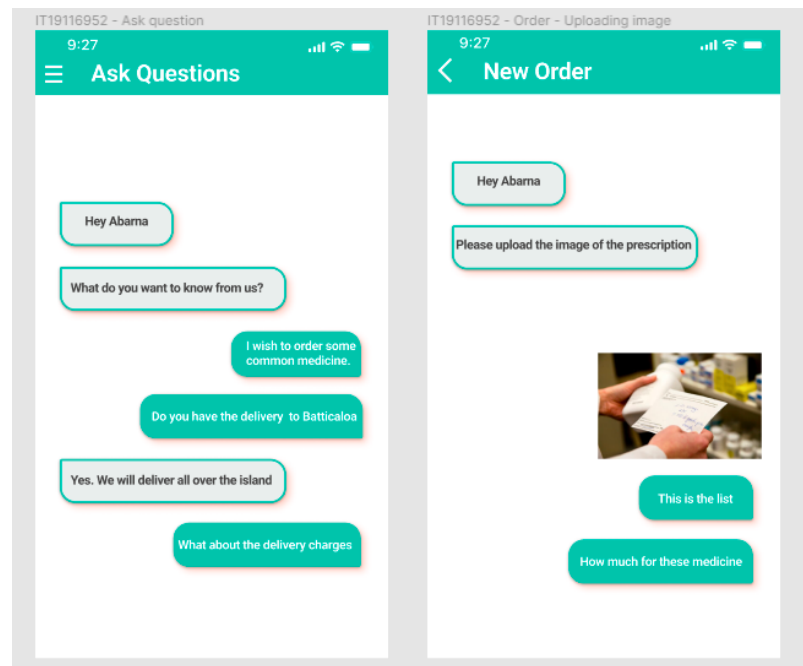 IT19116952 - Ask question
9:27
Ask Questions
Hey Abarna
What do you want to know from us?
I wish to order some
common medicine.
Do you have the delivery to Batticaloa
Yes. We will deliver all over the island
What about the delivery charges
IT19116952 - Order - Uploading image
9:27
New Order
Hey Abarna
Please upload the image of the prescription
This is the list
How much for these medicine